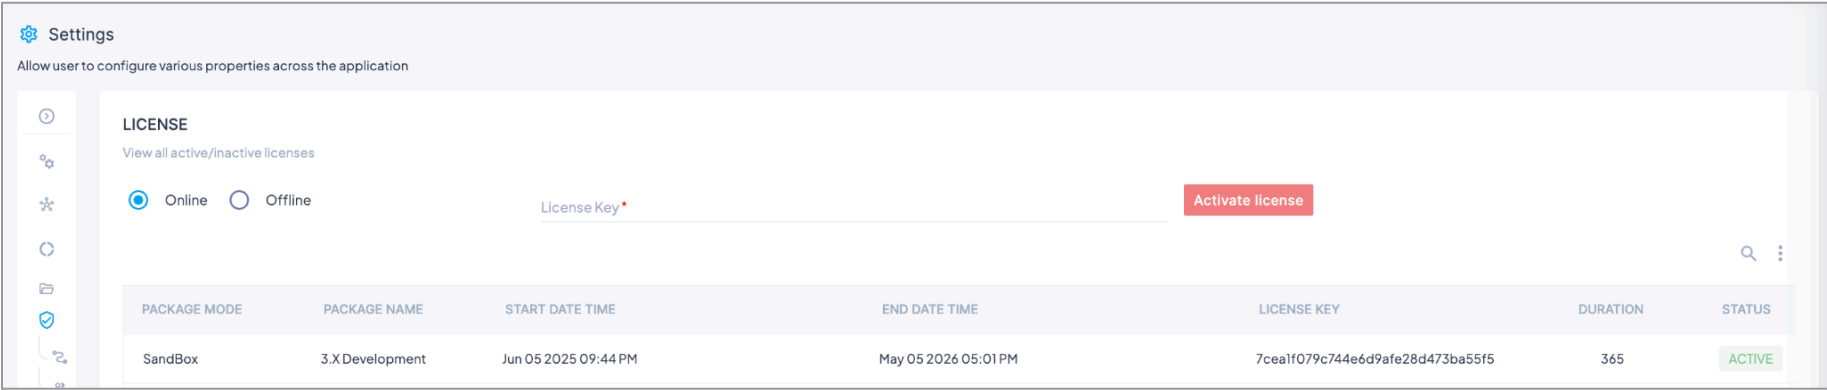 Settings
Allow user to configure various properties across the application
LICENSE
View all active/inactive licenses
Online Offline License Key* Activate license
PACKAGE MODE PACKAGE NAME START DATE TIME END DATE TIME LICENSE KEY DURATION STATUS
SandBox 3.X Development Jun 05 2025 09:44 PM May 05 2026 05:01 PM 7cea1f079c744e6d9afe28d473ba55f5 365 ACTIVE